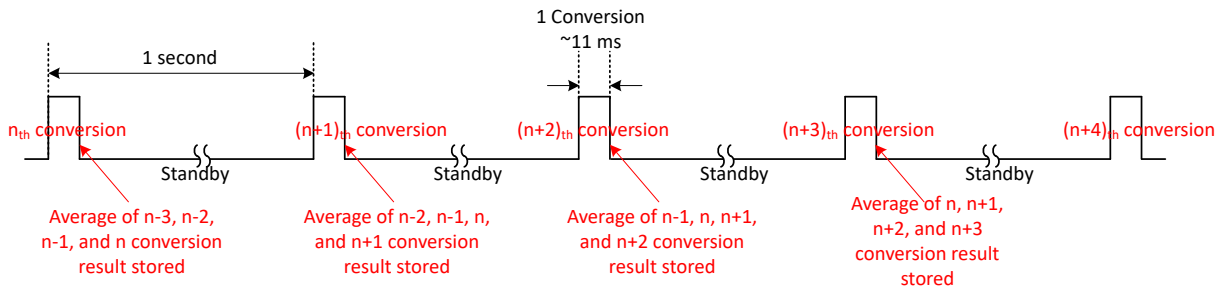 1 Conversion
~11 ms
1 second
nth conversion
(n+1)th conversion
(n+2)th conversion
(n+3)th conversion
(n+4)th conversion
Standby
Standby
Standby
Standby
Average of n-3, n-2,
n-1, and n conversion
result stored
Average of n-2, n-1, n,
and n+1 conversion
result stored
Average of n-1, n, n+1,
and n+2 conversion
result stored
Average of n, n+1,
n+2, and n+3
conversion result
stored